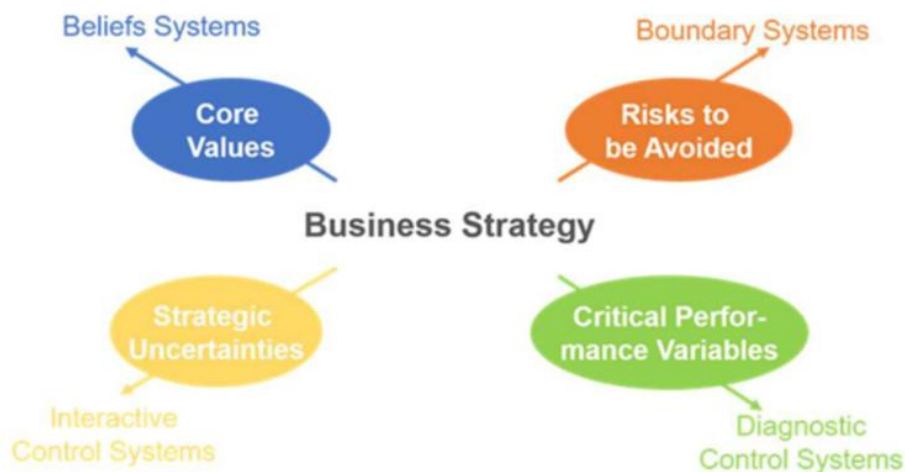 Beliefs Systems
Boundary Systems
Core
Values
Risks to
be Avoided
Business Strategy
Strategic
Uncertainties
Critical Perfor-
mance Variables
Interactive
Control Systems
Diagnostic
Control Systems